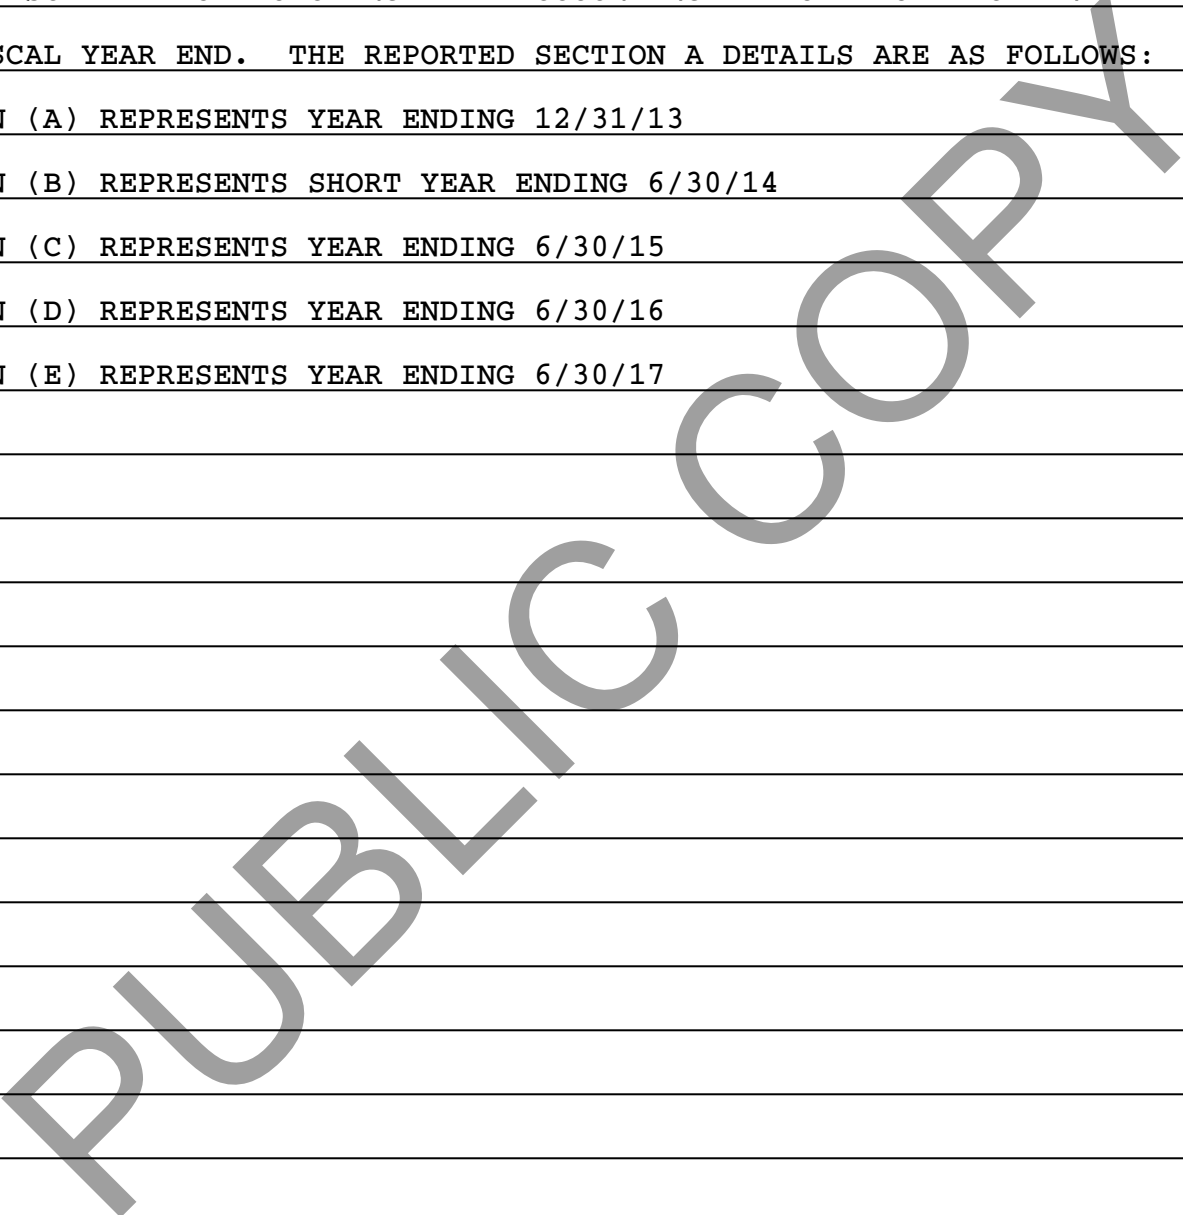 YEAR END. THE REPORTED SECTION A DETAILS ARE AS FOLLOWS:
(A) REPRESENTS YEAR ENDING 12/31/13
(B) REPRESENTS SHORT YEAR ENDING 6/30/14
(C) REPRESENTS YEAR ENDING 6/30/15
(D) REPRESENTS YEAR ENDING 6/30/16
(E) REPRESENTS YEAR ENDING 6/30/17
PUBLIC COPY